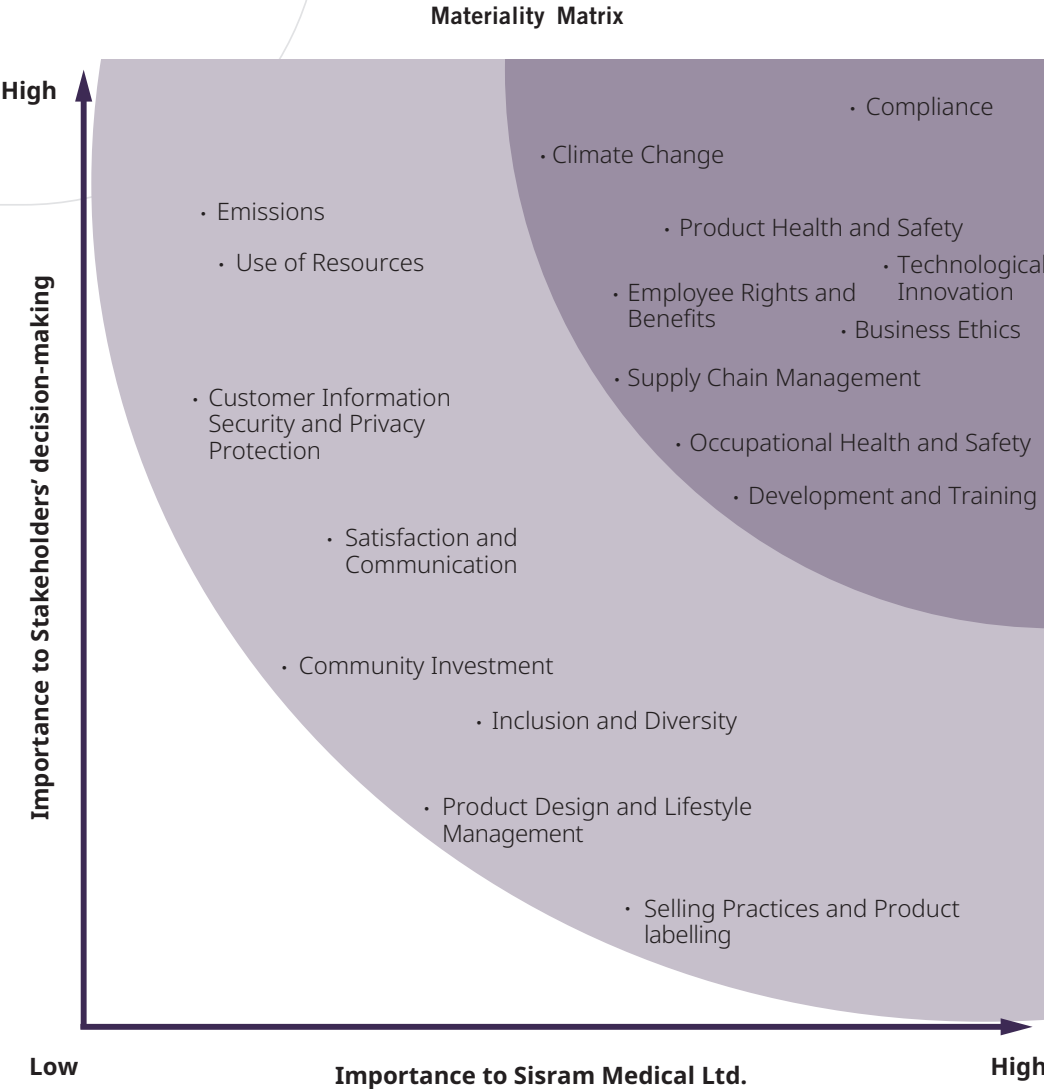 Materiality Matrix
High
Compliance
Climate Change
Emissions
Product Health and Safety
Use of Resources
Technological
Innovation
Employee Rights and
Benefits
Business Ethics
Supply Chain Management
Customer Information
Security and Privacy
Protection
Occupational Health and Safety
Development and Training
Satisfaction and
Communication
Community Investment
Inclusion and Diversity
Product Design and Lifestyle
Management
Selling Practices and Product
labelling
Importance to Stakeholders’ decision-making
Low
Importance to Sisram Medical Ltd.
High